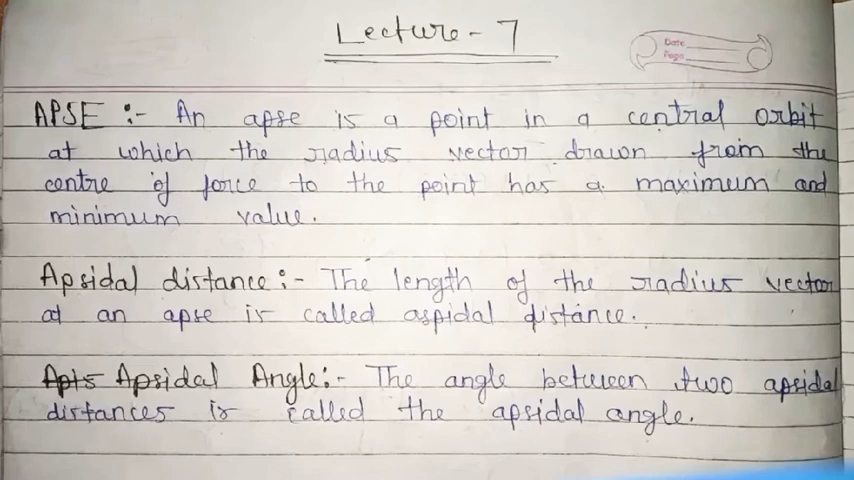 Lecture - 7
Date
Page
APSE :- An apse is a point in a central orbit
at which the radius vector drawn from the
centre of force to the point has a maximum and
minimum value.
Apsidal distance :- The length of the radius vector
at an apse is called aspidal distance.
Apts Apsidal Angle :- The angle between two apsidal
distances is called the apsidal angle.